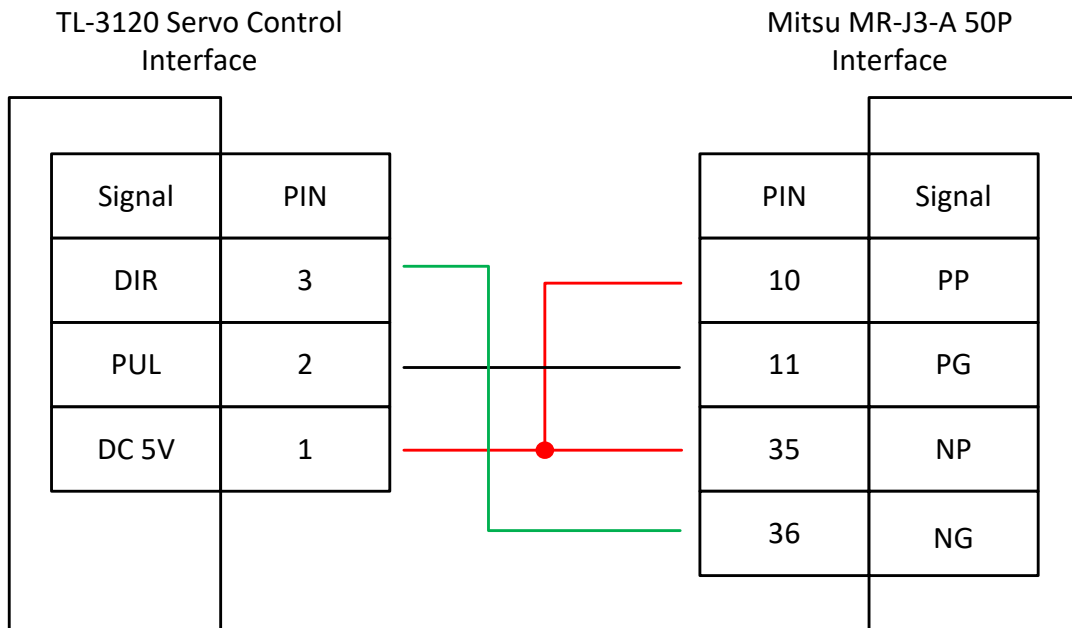 TL-3120 Servo Control
Interface
Mitsu MR-J3-A 50P
Interface
Signal PIN
DIR 3
PUL 2
DC 5V 1
PIN Signal
10 PP
11 PG
35 NP
36 NG